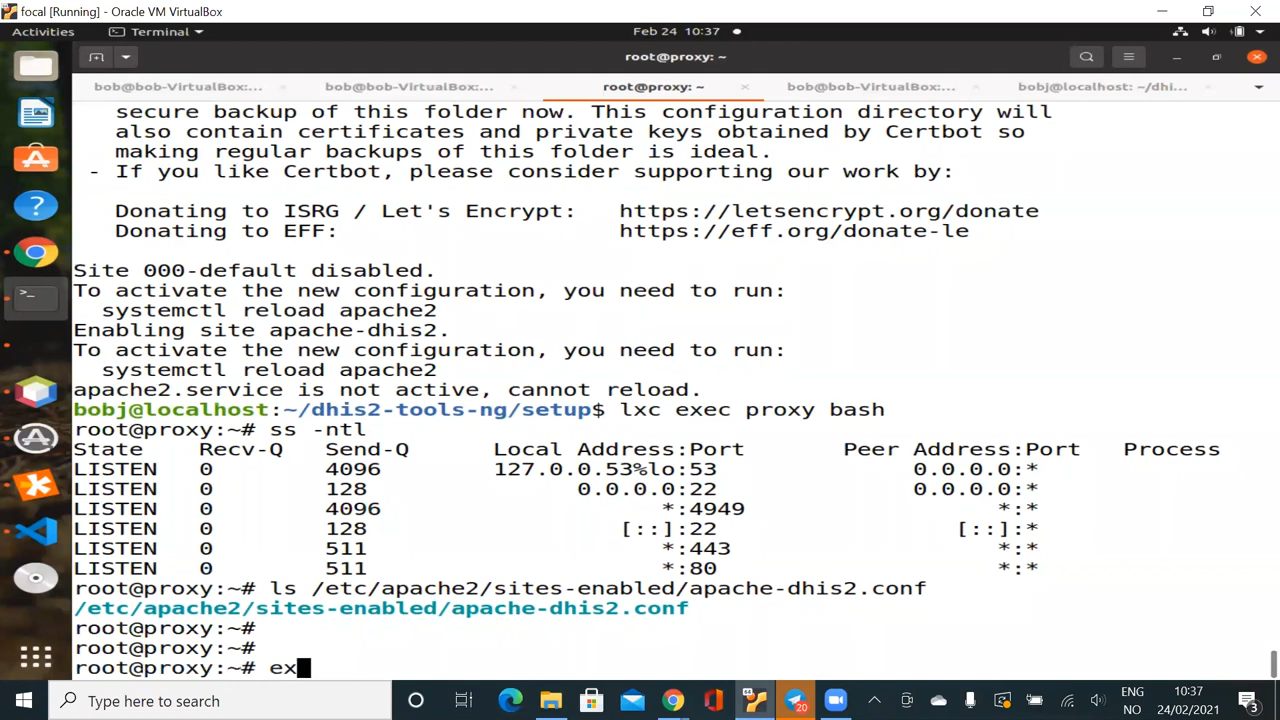 focal [Running] - Oracle VM VirtualBox
Activities Terminal Feb 24 10:37
root@proxy: ~
bob@bob-VirtualBox:... bob@bob-VirtualBox:... root@proxy: ~ bob@bob-VirtualBox:... bobj@localhost: ~/dhi...
secure backup of this folder now. This configuration directory will
also contain certificates and private keys obtained by Certbot so
making regular backups of this folder is ideal.
- If you like Certbot, please consider supporting our work by:
Donating to ISRG / Let's Encrypt: https://letsencrypt.org/donate
Donating to EFF: https://eff.org/donate-le
Site 000-default disabled.
To activate the new configuration, you need to run:
systemctl reload apache2
Enabling site apache-dhis2.
To activate the new configuration, you need to run:
systemctl reload apache2
apache2.service is not active, cannot reload.
bobj@localhost:~/dhis2-tools-ng/setup$ lxc exec proxy bash
root@proxy:~# ss -ntl
State Recv-Q Send-Q Local Address:Port Peer Address:Port Process
LISTEN 0 4096 127.0.0.53%lo:53 0.0.0.0:*
LISTEN 0 128 0.0.0.0:22 0.0.0.0:*
LISTEN 0 4096 *:4949 *:*
LISTEN 0 128 [::]:22 [::]:*
LISTEN 0 511 *:443 *:*
LISTEN 0 511 *:80 *:*
root@proxy:~# ls /etc/apache2/sites-enabled/apache-dhis2.conf
/etc/apache2/sites-enabled/apache-dhis2.conf
root@proxy:~#
root@proxy:~#
root@proxy:~# ex
Type here to search
20
ENG
NO
10:37
24/02/2021
3